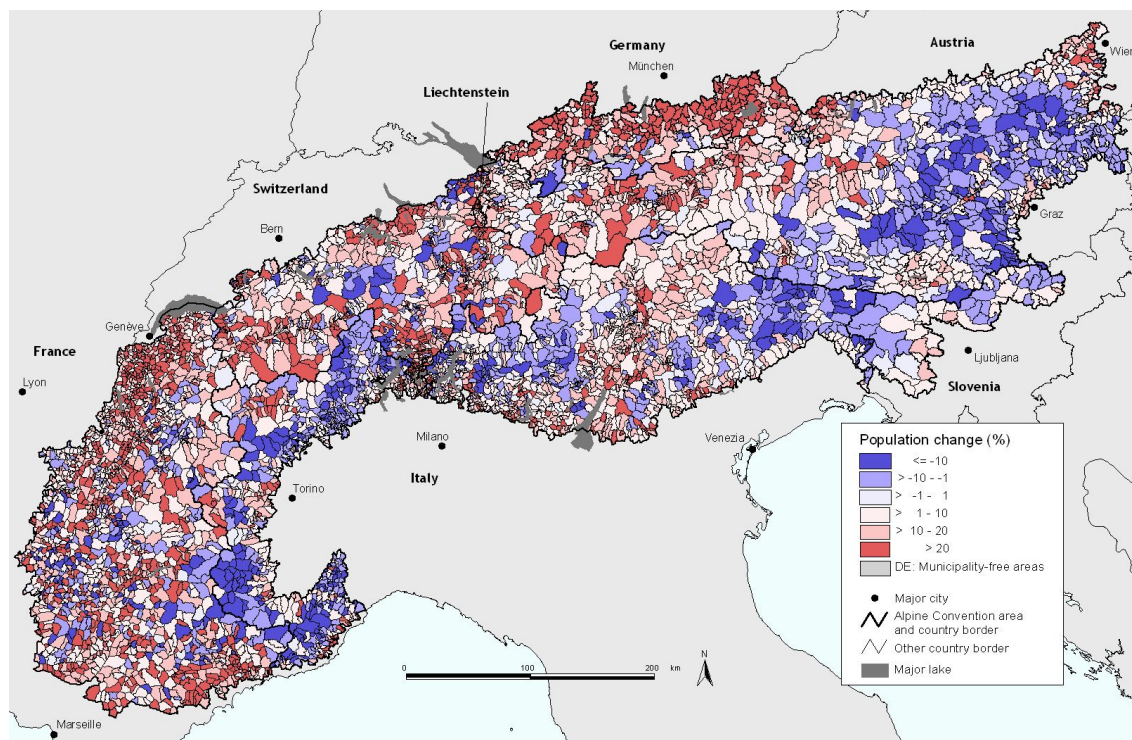 Germany
Austria
München
Wien
Liechtenstein
Switzerland
Bern
Graz
Genève
France
Lyon
Ljubljana
Slovenia
Milano
Venezia
Italy
Torino
Marseille
Population change (%)
<= -10
> -10 - -1
> -1 - 1
> 1 - 10
> 10 - 20
> 20
DE: Municipality-free areas
Major city
Alpine Convention area
and country border
Other country border
Major lake
0 100 200 km
N